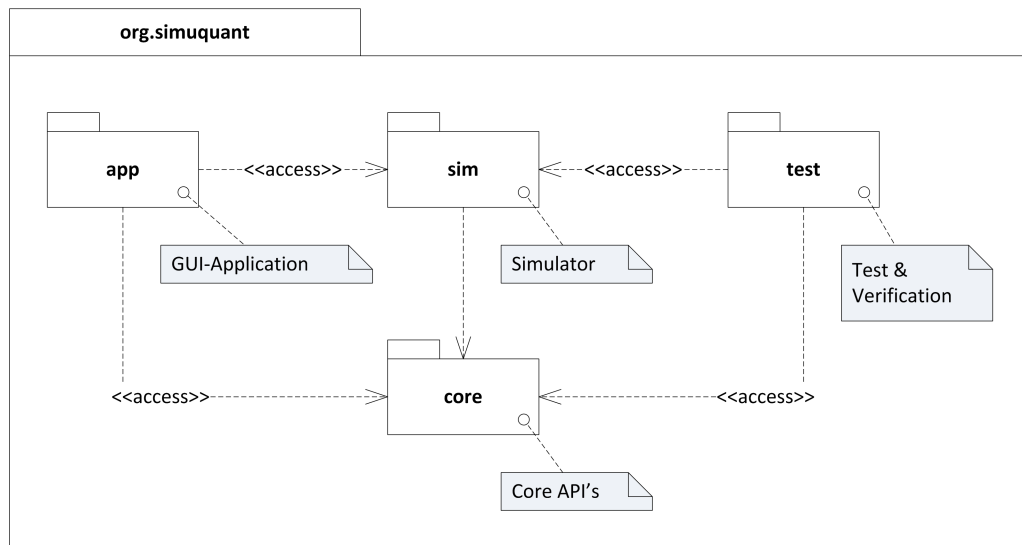 org.simuquant
app
<<access>>
sim
<<access>>
test
GUI-Application
Simulator
Test &
Verification
<<access>>
core
<<access>>
Core API's